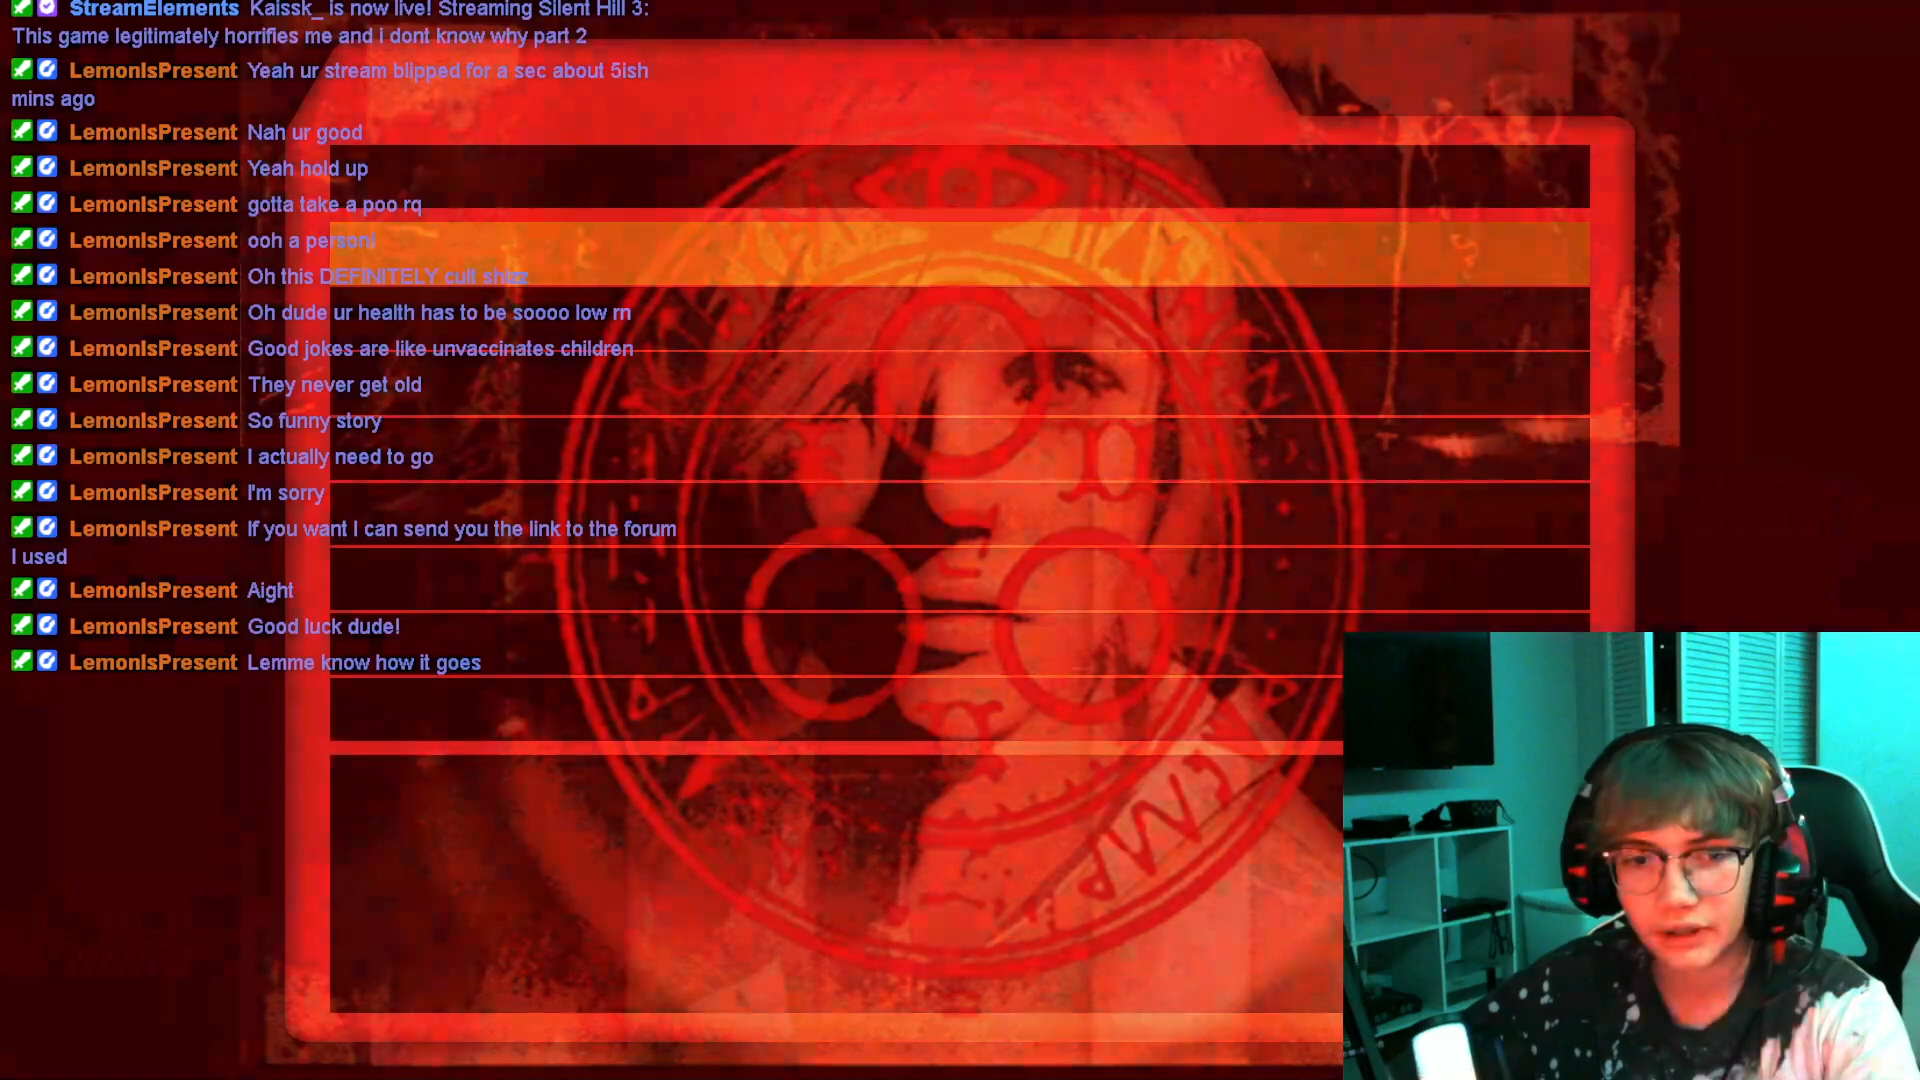 StreamElements Kaissk_ is now live! Streaming Silent Hill 3:
This game legitimately horrifies me and i dont know why part 2
LemonIsPresent Yeah ur stream blipped for a sec about 5ish
mins ago
LemonIsPresent Nah ur good
LemonIsPresent Yeah hold up
LemonIsPresent gotta take a poo rq
LemonIsPresent ooh a person!
LemonIsPresent Oh this DEFINITELY cult shizz
LemonIsPresent Oh dude ur health has to be soooo low rn
LemonIsPresent Good jokes are like unvaccinates children
LemonIsPresent They never get old
LemonIsPresent So funny story
LemonIsPresent I actually need to go
LemonIsPresent I'm sorry
LemonIsPresent If you want I can send you the link to the forum
I used
LemonIsPresent Aight
LemonIsPresent Good luck dude!
LemonIsPresent Lemme know how it goes